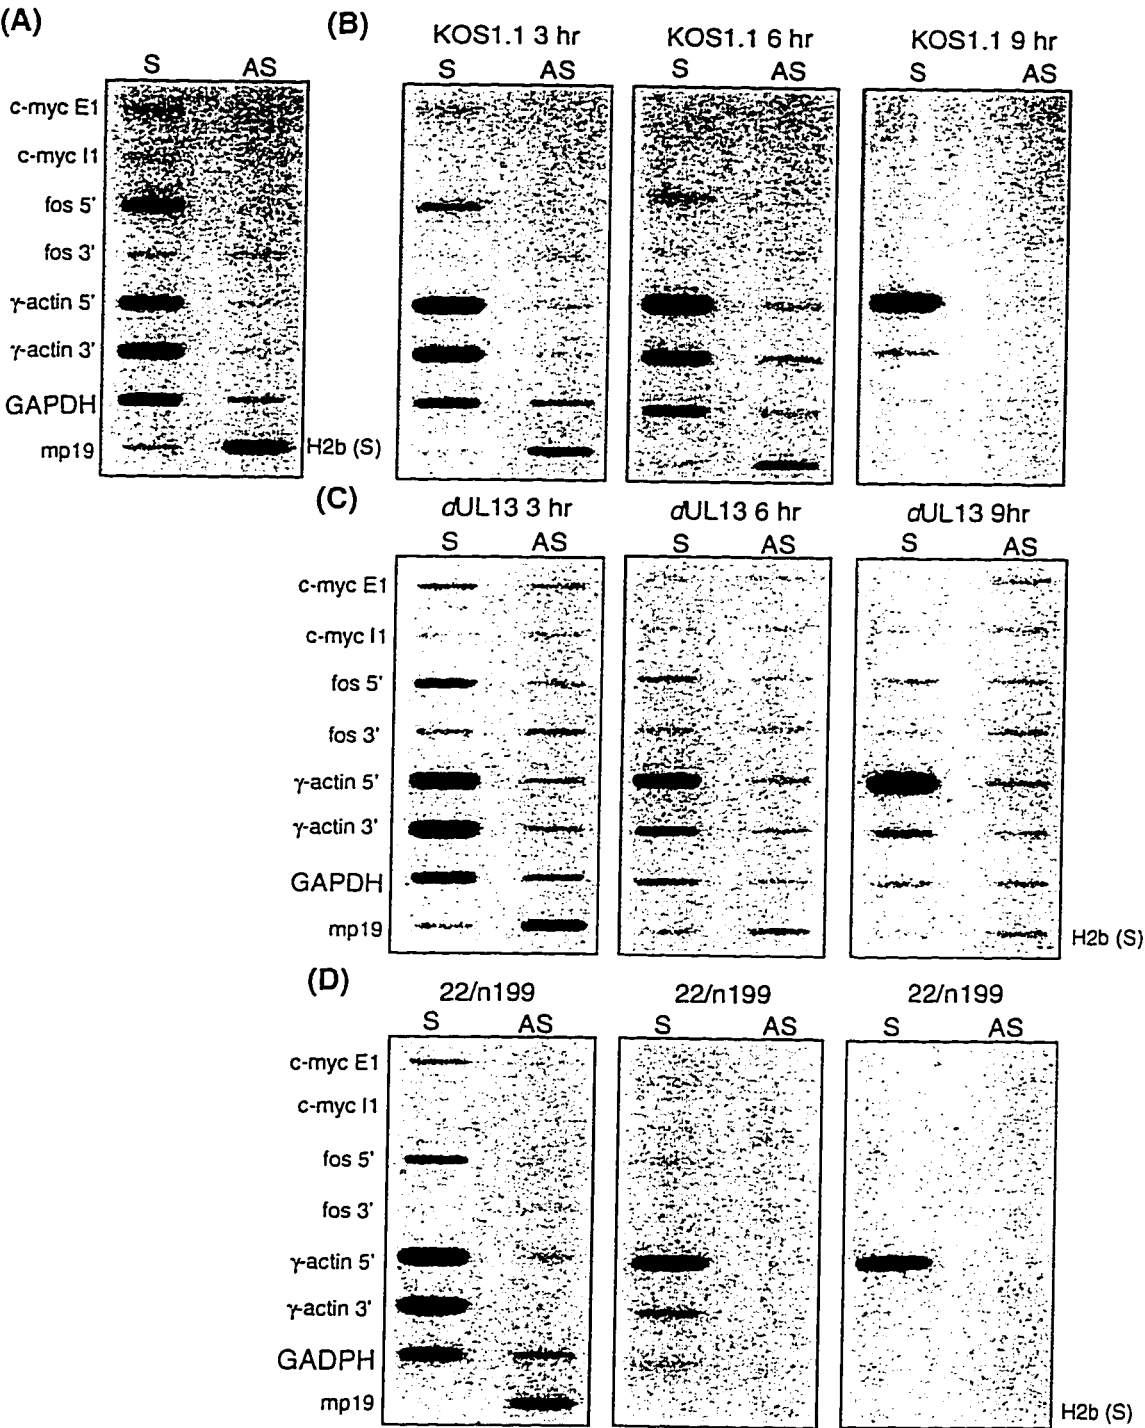 (A)
S AS
c-myc E1
c-myc I1
fos 5'
fos 3'
γ-actin 5'
γ-actin 3'
GAPDH
mp19
H2b (S)
(B)
KOS1.1 3 hr KOS1.1 6 hr KOS1.1 9 hr
S AS S AS S AS
(C)
dUL13 3 hr dUL13 6 hr dUL13 9hr
S AS S AS S AS
c-myc E1
c-myc I1
fos 5'
fos 3'
γ-actin 5'
γ-actin 3'
GAPDH
mp19
H2b (S)
(D)
22/n199 22/n199 22/n199
S AS S AS S AS
c-myc E1
c-myc I1
fos 5'
fos 3'
γ-actin 5'
γ-actin 3'
GADPH
mp19
H2b (S)